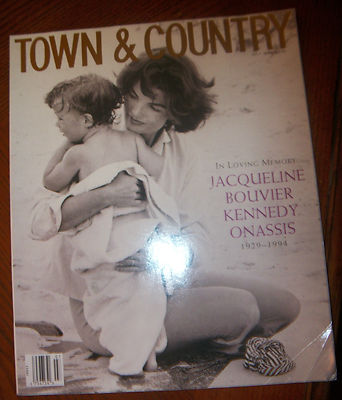 TOWN & COUNTRY
IN LOVING MEMORY
JACQUELINE
BOUVIER
KENNEDY
ONASSIS
1929–1994